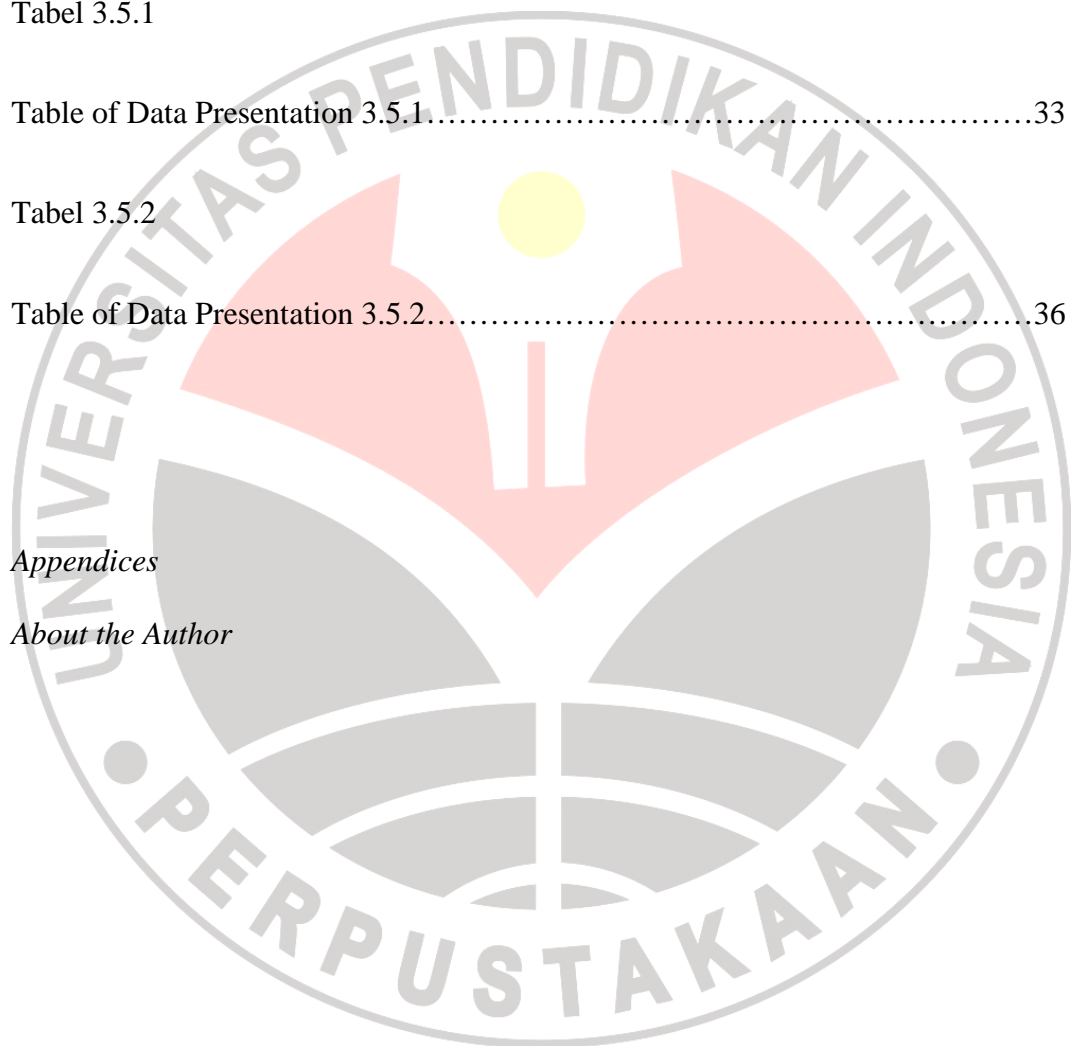 Tabel 3.5.1
Table of Data Presentation 3.5.1……………………………………………………33
Tabel 3.5.2
Table of Data Presentation 3.5.2……………………………………………………36
Appendices
About the Author
UNIVERSITAS PENDIDIKAN INDONESIA
PERPUSTAKAAN